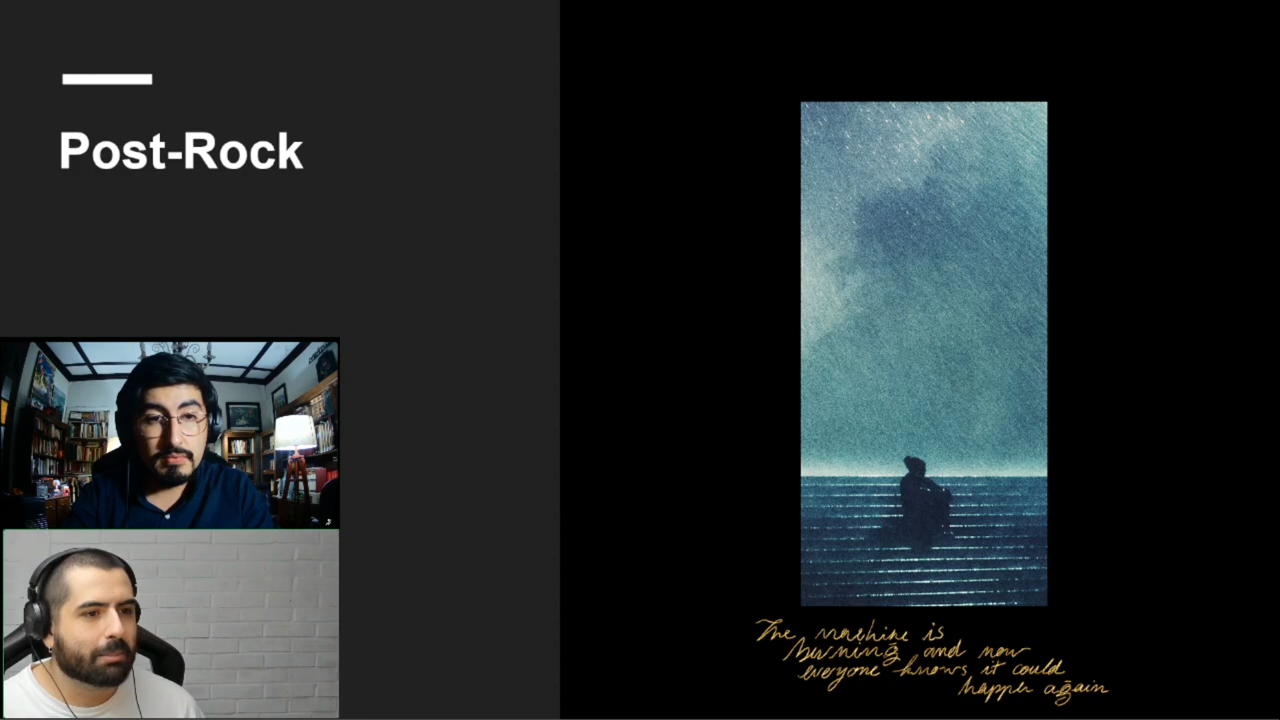 Post-Rock
The machine is
burning and now
everyone knows it could
happen again